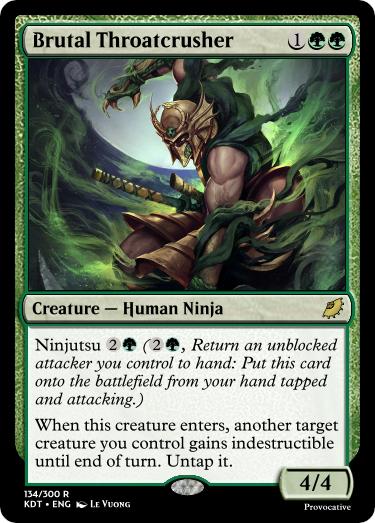 Brutal Throatcrusher 1
Creature — Human Ninja
Ninjutsu 2 (2, Return an unblocked
attacker you control to hand: Put this card
onto the battlefield from your hand tapped
and attacking.)
When this creature enters, another target
creature you control gains indestructible
until end of turn. Untap it.
4/4
134/300 R
KDT • ENG Le Vuong
Provocative